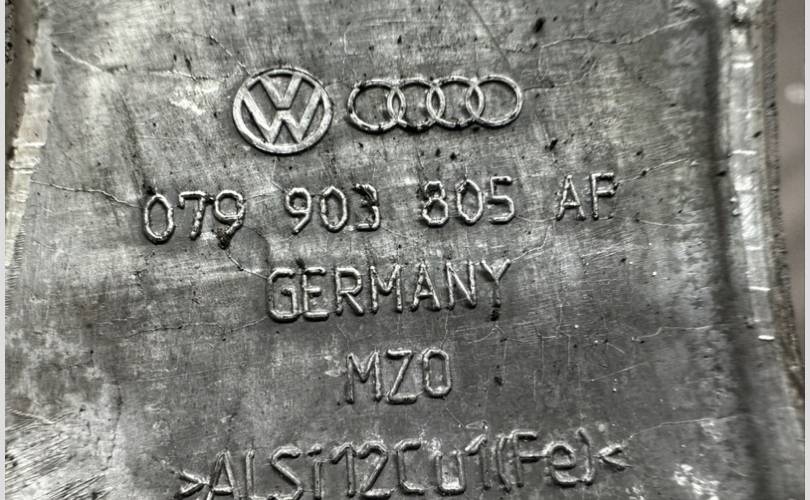 079 903 805 AF
GERMANY
MZO
>ALSi12Cu1(Fe)<